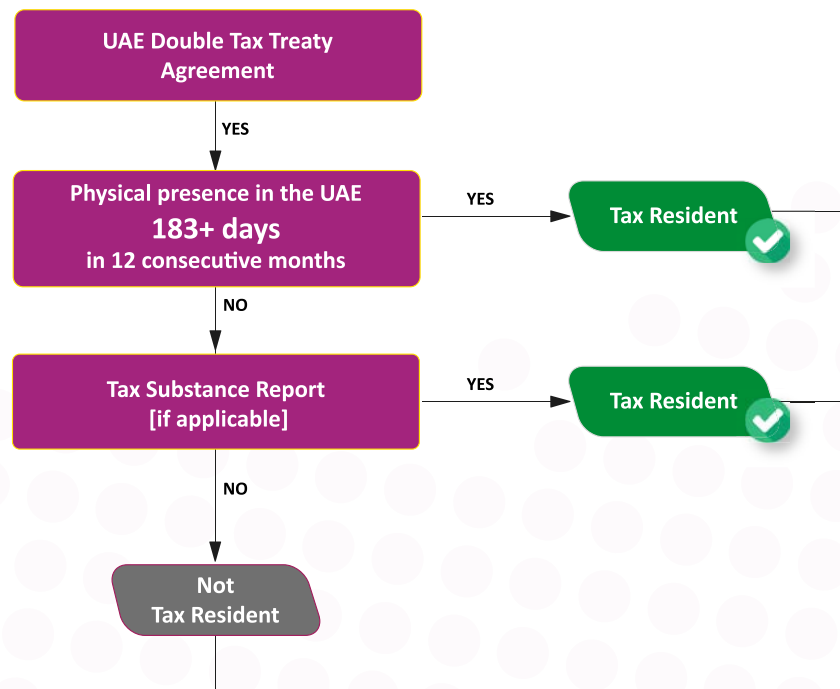 UAE Double Tax Treaty
Agreement
YES
Physical presence in the UAE
183+ days
in 12 consecutive months
YES
Tax Resident
NO
Tax Substance Report
[if applicable]
YES
Tax Resident
NO
Not
Tax Resident